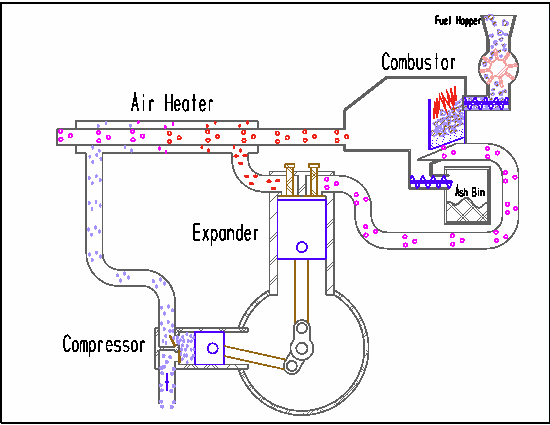 Fuel Hopper
Combustor
Air Heater
Ash Bin
Expander
Compressor